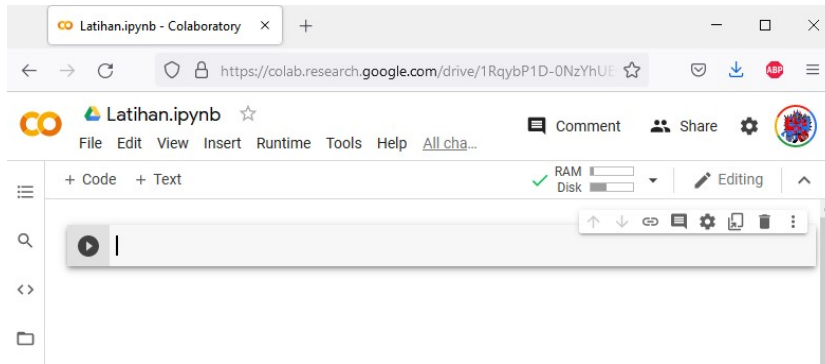 Latihan.ipynb - Colaboratory
https://colab.research.google.com/drive/1RqybP1D-0NzYhUE
ABP
Latihan.ipynb
Comment Share
File Edit View Insert Runtime Tools Help All cha...
+ Code + Text
RAM
Disk
Editing